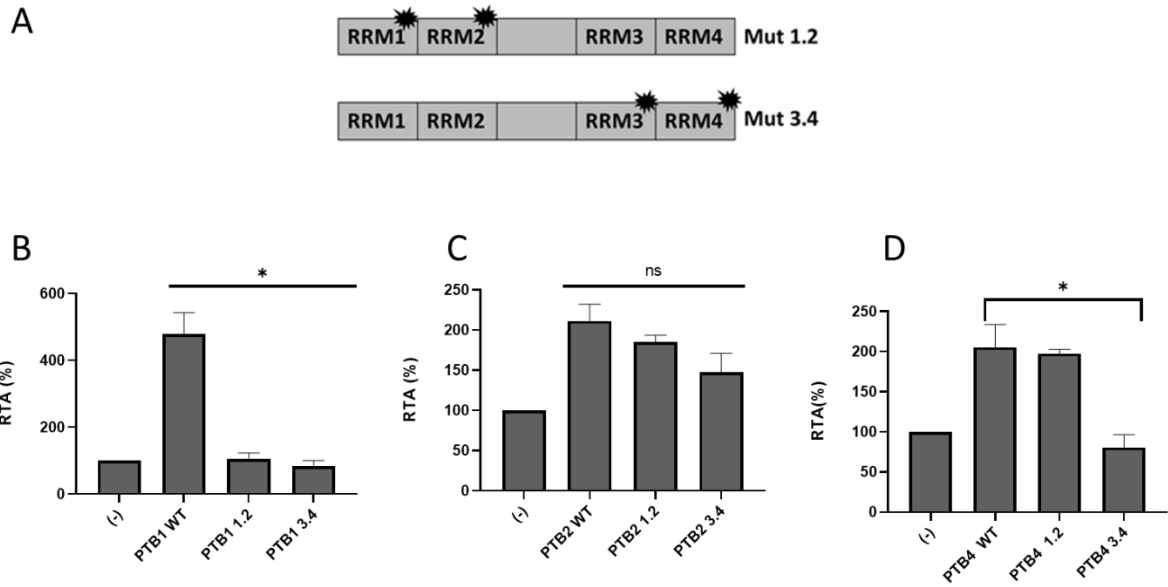 A
RRM1 RRM2 RRM3 RRM4 Mut 1.2
RRM1 RRM2 RRM3 RRM4 Mut 3.4
B
*
600
400
200
0
RTA (%)
(-)
PTB1 WT
PTB1 1.2
PTB1 3.4
C
ns
250
200
150
100
50
0
RTA (%)
(-)
PTB2 WT
PTB2 1.2
PTB2 3.4
D
*
250
200
150
100
50
0
RTA(%)
(-)
PTB4 WT
PTB4 1.2
PTB4 3.4